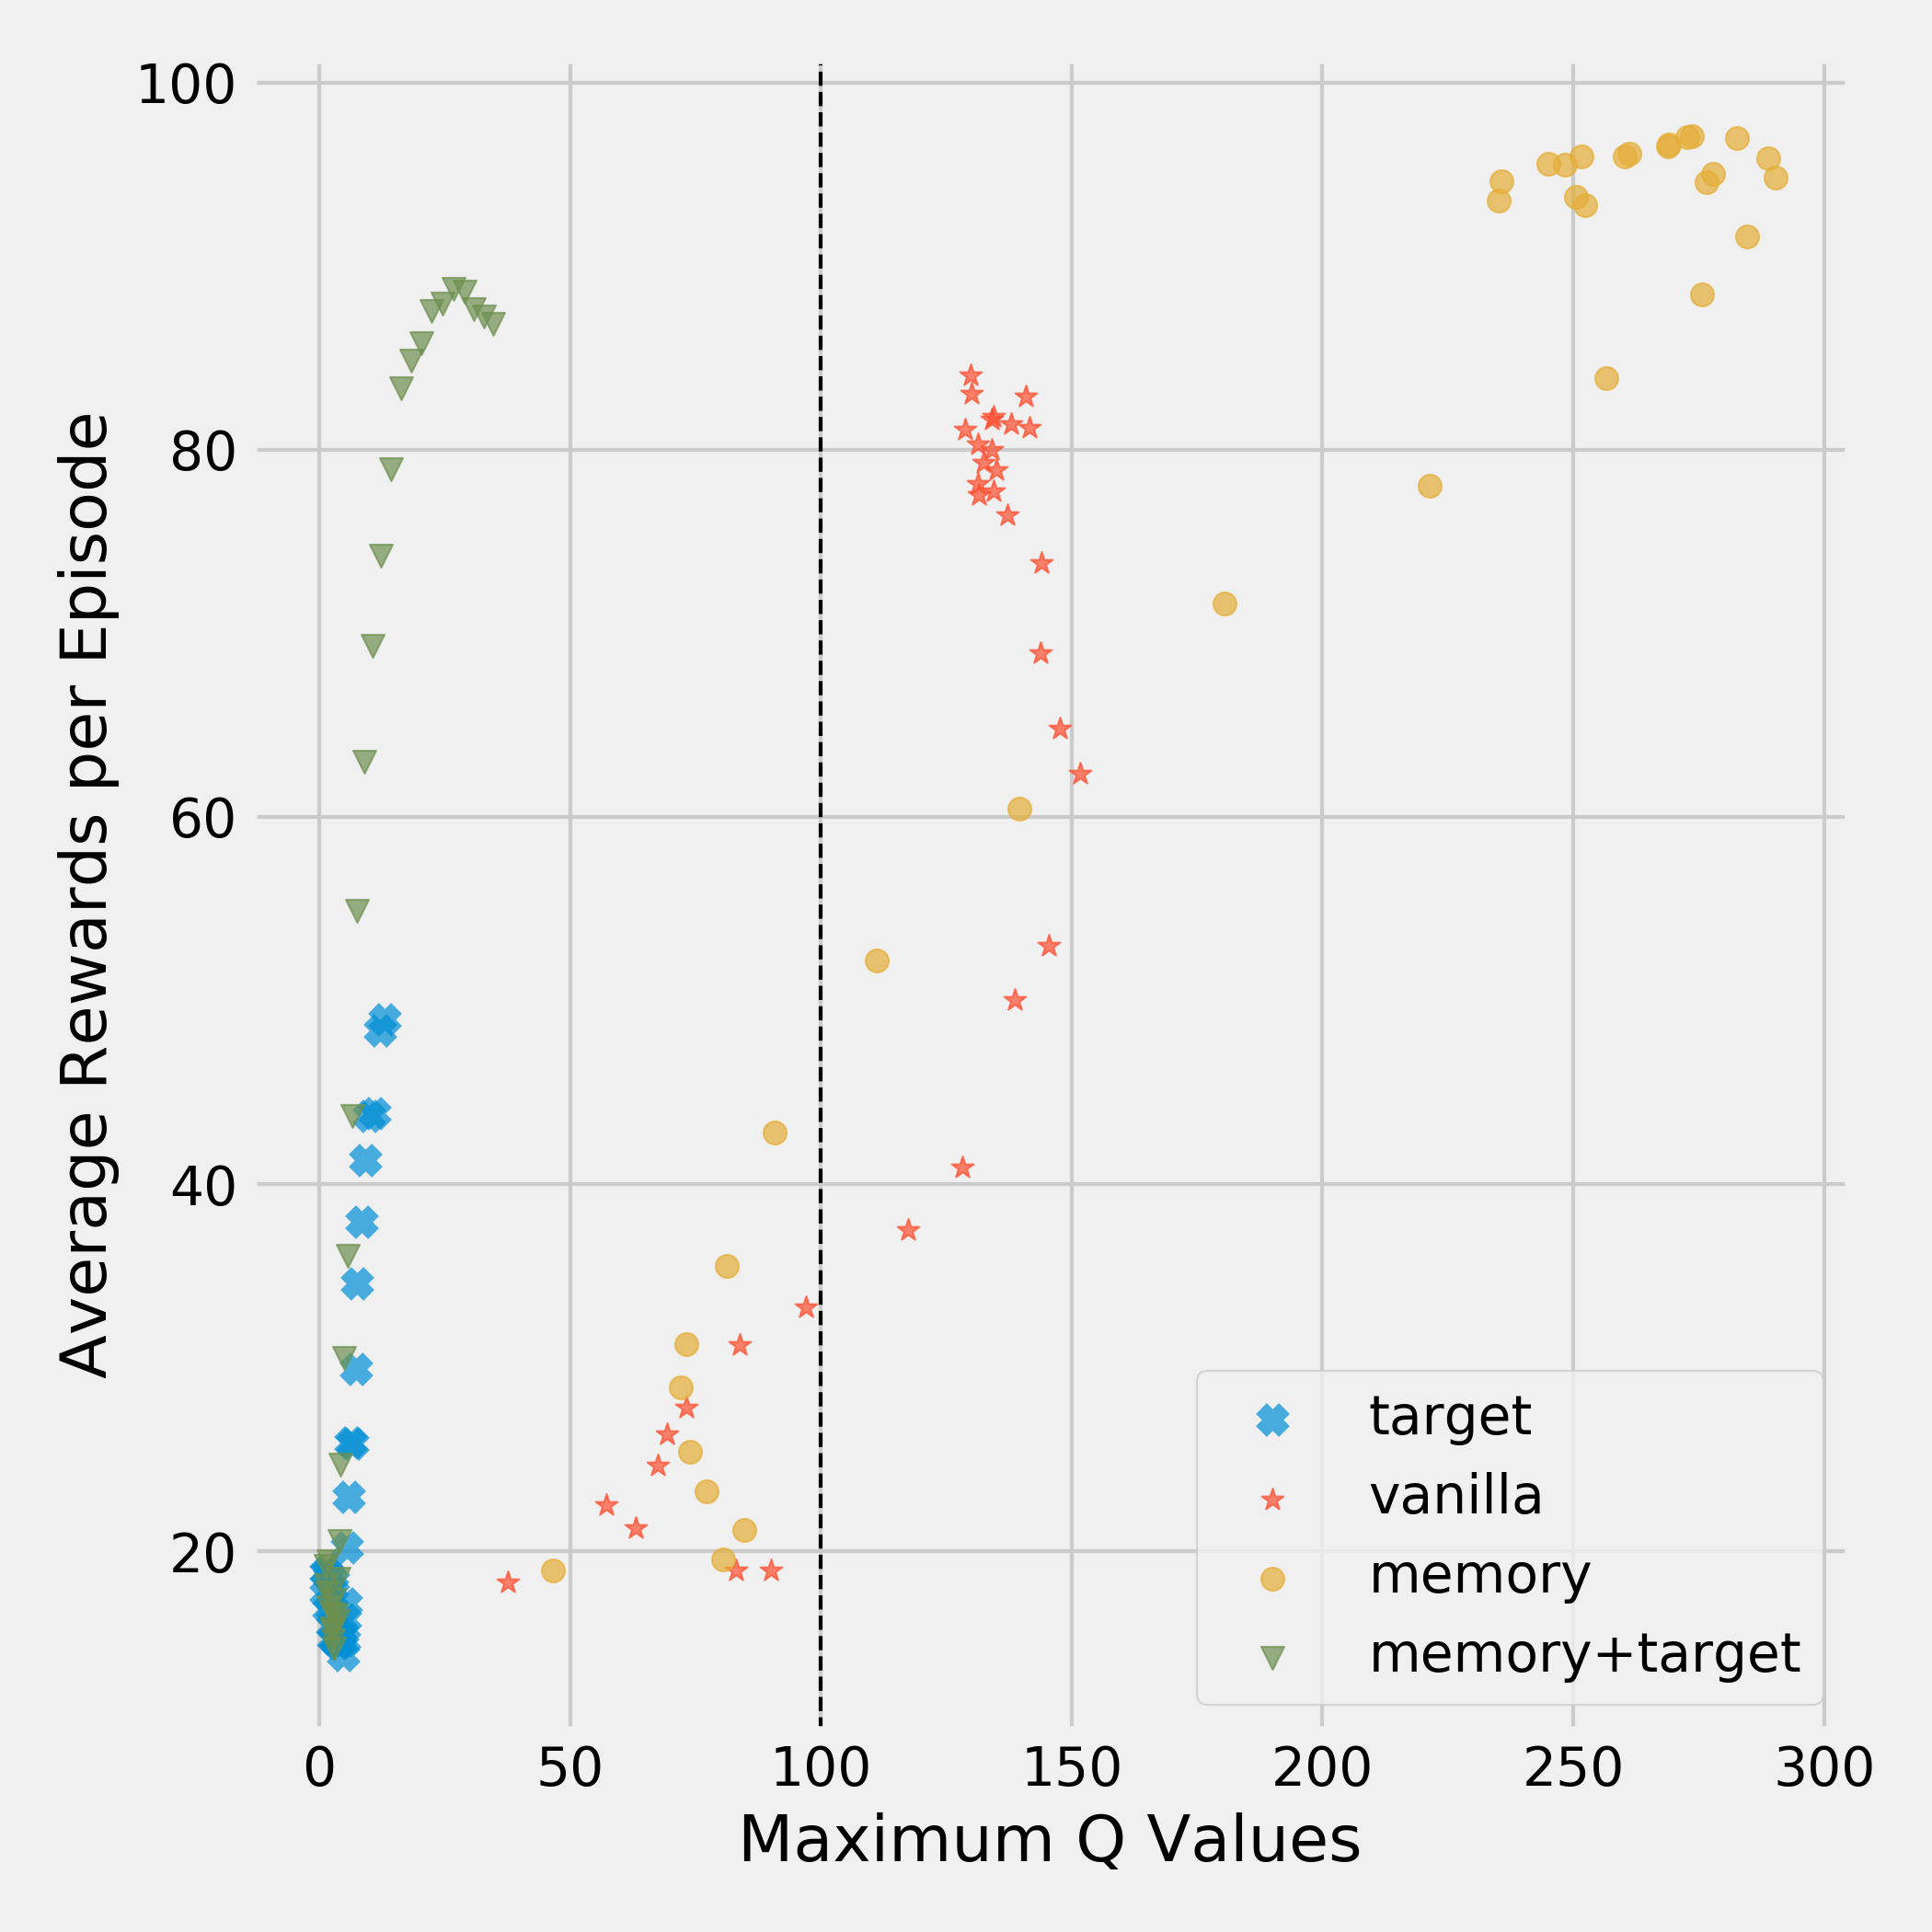 100
80
60
40
20
Average Rewards per Episode
0 50 100 150 200 250 300
Maximum Q Values
target
vanilla
memory
memory+target